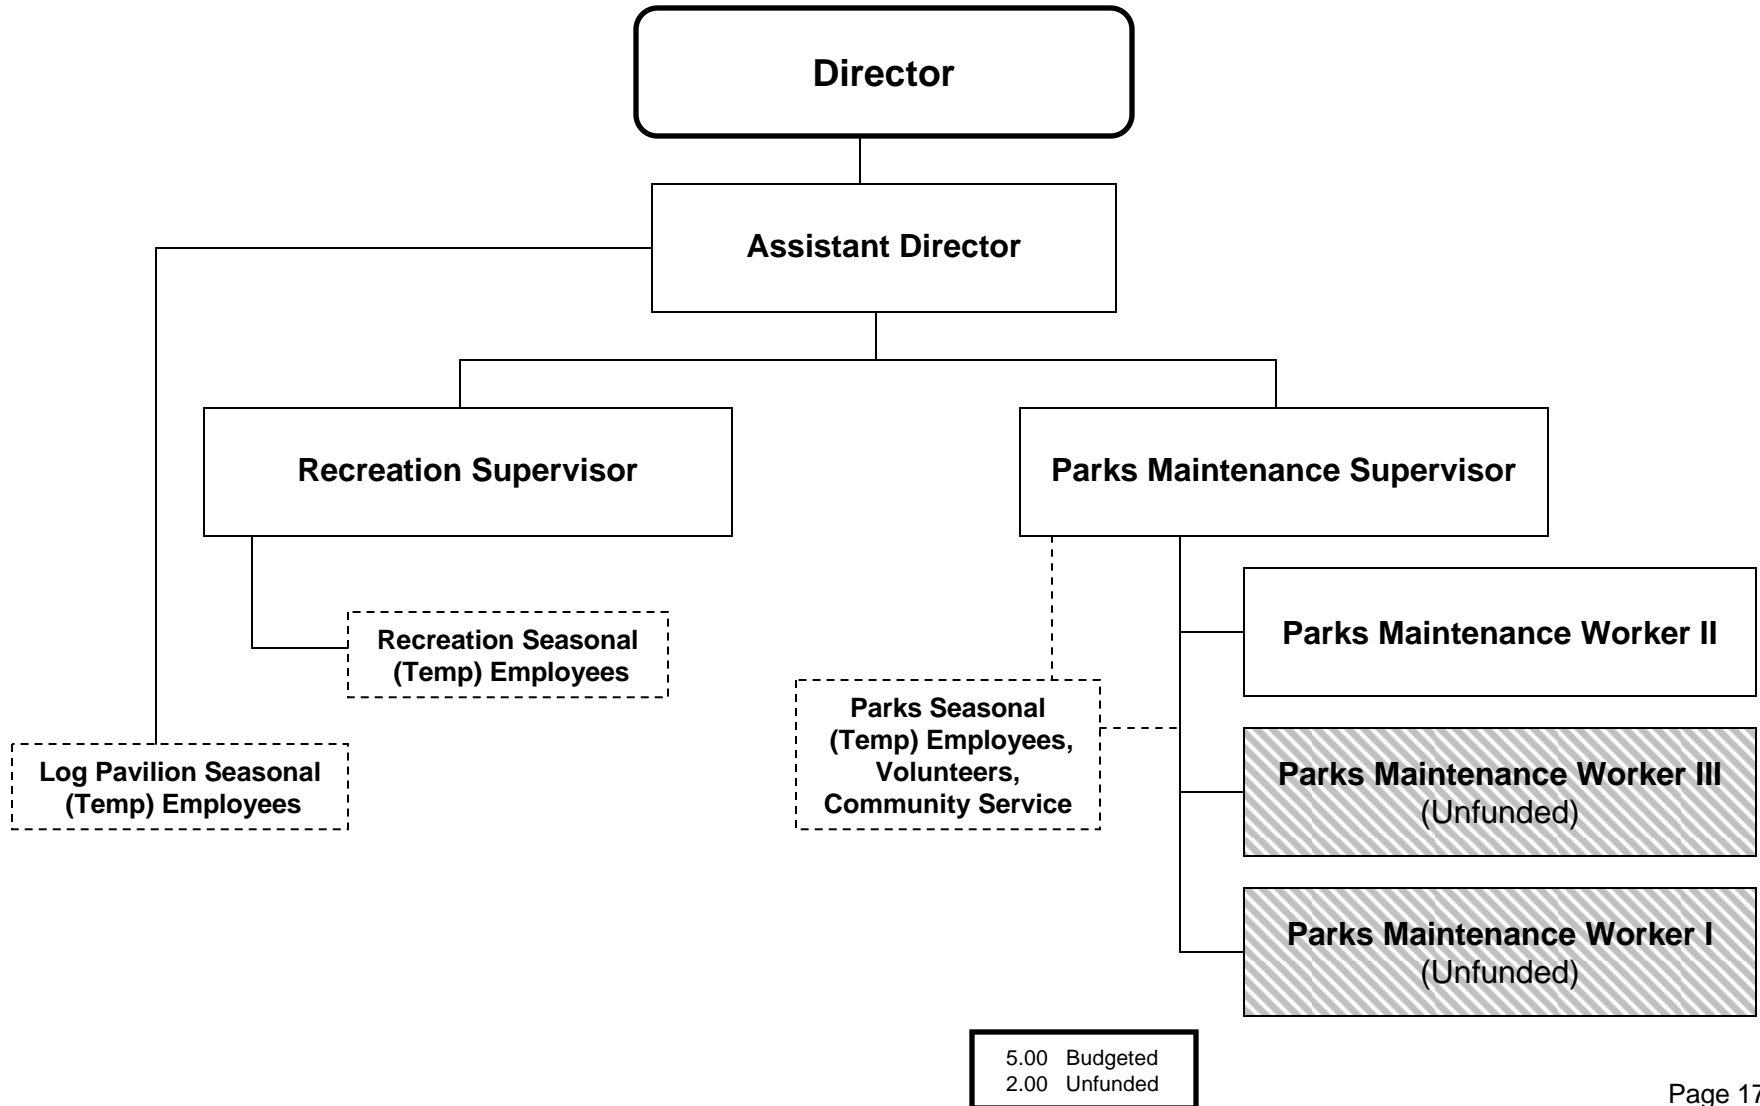 Director
Assistant Director
Recreation Supervisor
Parks Maintenance Supervisor
Recreation Seasonal
(Temp) Employees
Parks Maintenance Worker II
Log Pavilion Seasonal
(Temp) Employees
Parks Seasonal
(Temp) Employees,
Volunteers,
Community Service
Parks Maintenance Worker III
(Unfunded)
Parks Maintenance Worker I
(Unfunded)
5.00 Budgeted
2.00 Unfunded
Page 17